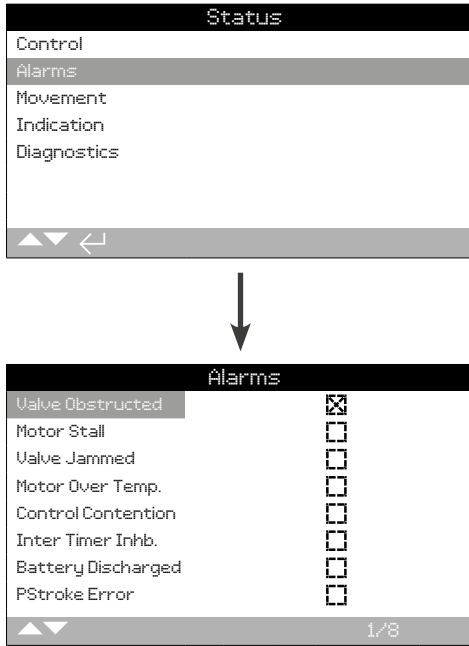 Status
Control
Alarms
Movement
Indication
Diagnostics
Alarms
Valve Obstructed
Motor Stall
Valve Jammed
Motor Over Temp.
Control Contention
Inter Timer Inhb.
Battery Discharged
PStroke Error
1/8